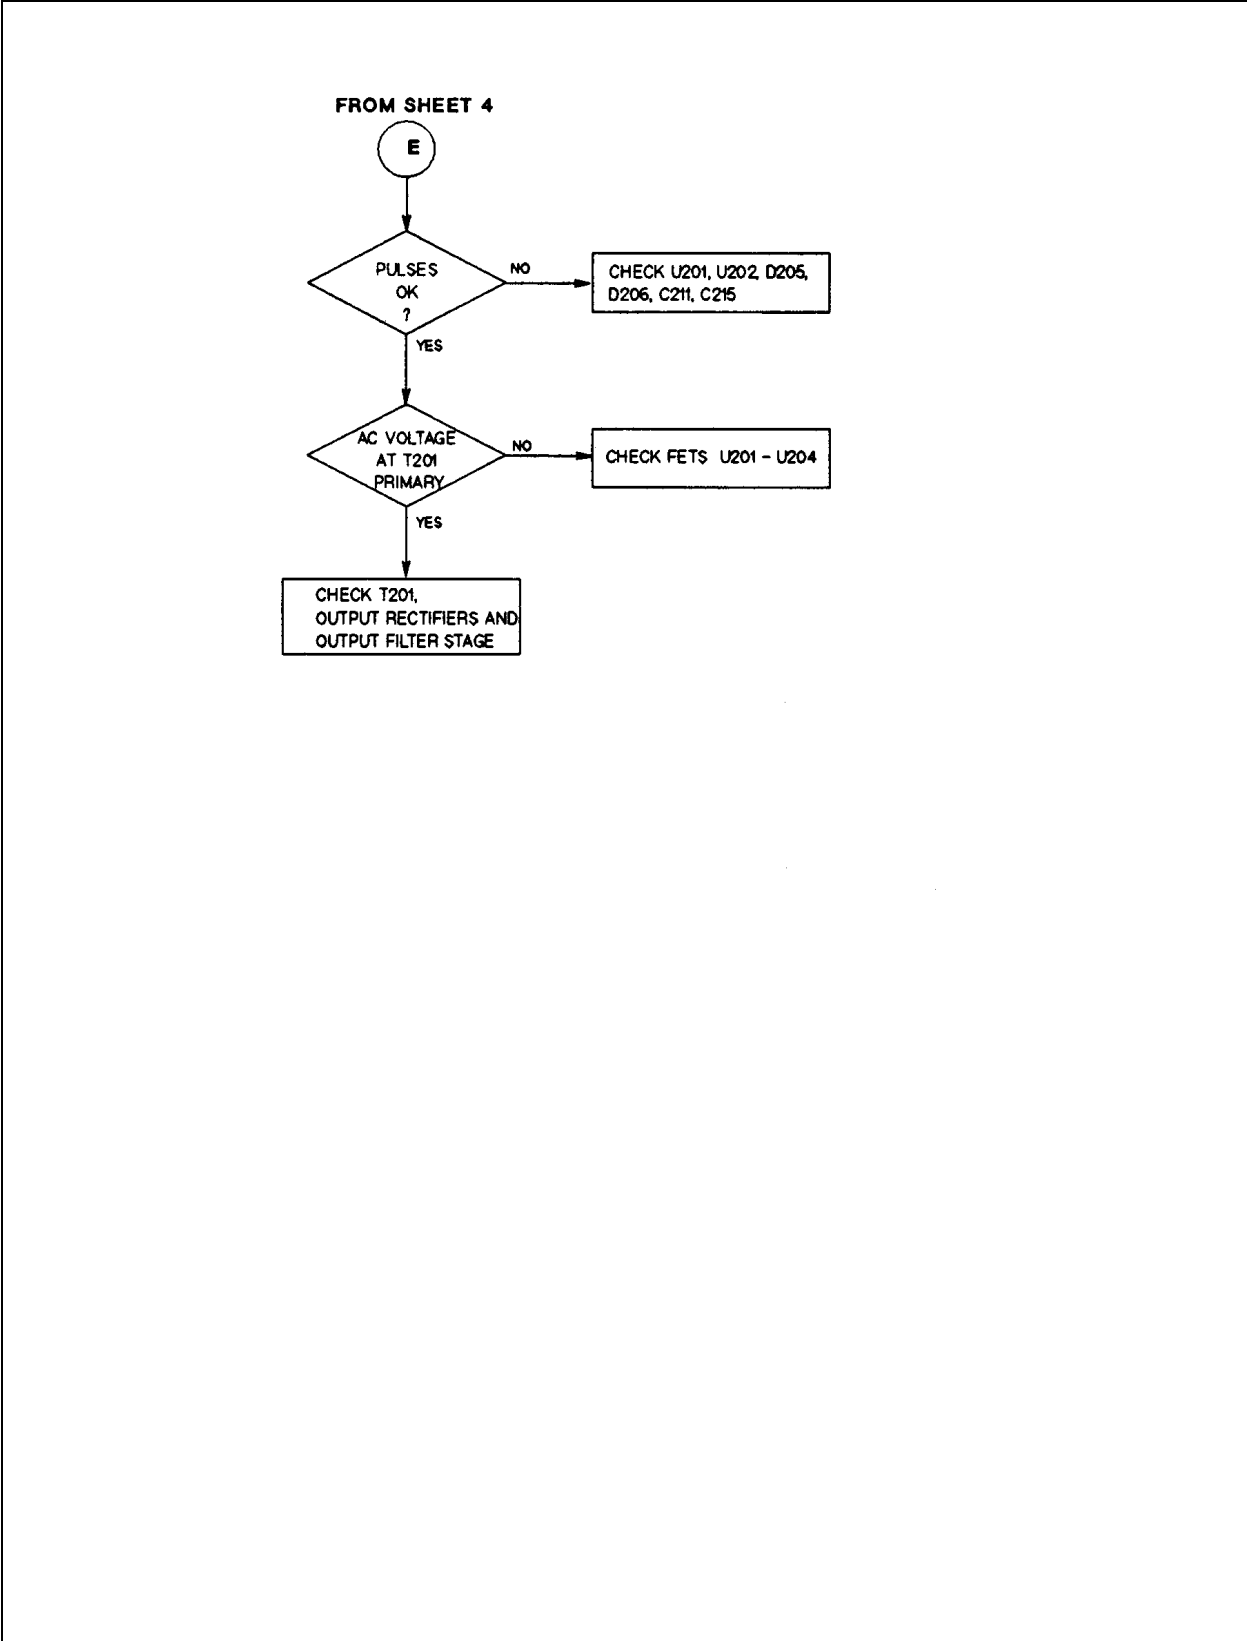 FROM SHEET 4
E
PULSES
OK
?
NO
CHECK U201, U202, D205,
D206, C211, C215
YES
AC VOLTAGE
AT T201
PRIMARY
NO
CHECK FETS U201 - U204
YES
CHECK T201,
OUTPUT RECTIFIERS AND
OUTPUT FILTER STAGE